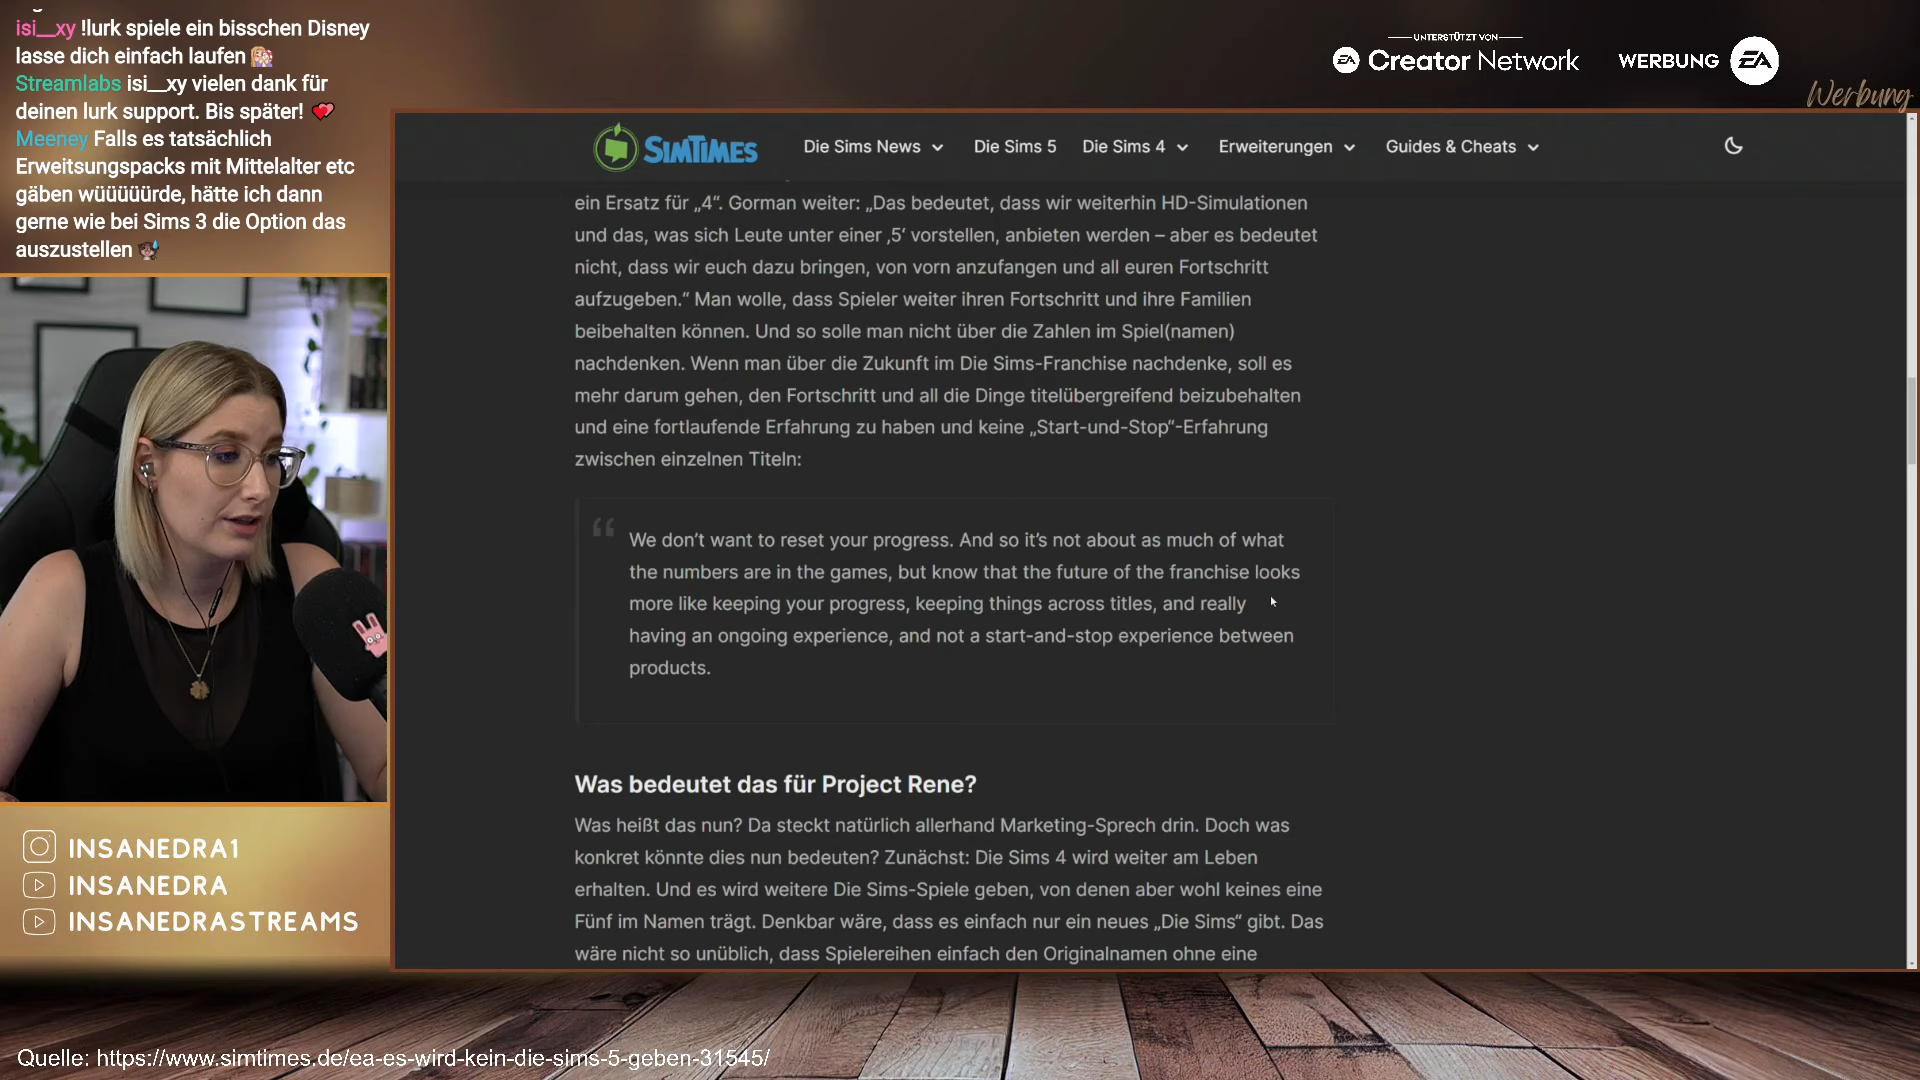 isi__xy !lurk spiele ein bisschen Disney
lasse dich einfach laufen
Streamlabs isi__xy vielen dank für
deinen lurk support. Bis später!
Meeney Falls es tatsächlich
Erweitsungspacks mit Mittelalter etc
gäben wüüüüürde, hätte ich dann
gerne wie bei Sims 3 die Option das
auszustellen
UNTERSTÜTZT VON
EA Creator Network
WERBUNG EA
Werbung
SIMTIMES
Die Sims News
Die Sims 5
Die Sims 4
Erweiterungen
Guides & Cheats
ein Ersatz für „4“. Gorman weiter: „Das bedeutet, dass wir weiterhin HD-Simulationen
und das, was sich Leute unter einer ‚5‘ vorstellen, anbieten werden – aber es bedeutet
nicht, dass wir euch dazu bringen, von vorn anzufangen und all euren Fortschritt
aufzugeben.“ Man wolle, dass Spieler weiter ihren Fortschritt und ihre Familien
beibehalten können. Und so solle man nicht über die Zahlen im Spiel(namen)
nachdenken. Wenn man über die Zukunft im Die Sims-Franchise nachdenke, soll es
mehr darum gehen, den Fortschritt und all die Dinge titelübergreifend beizubehalten
und eine fortlaufende Erfahrung zu haben und keine „Start-und-Stop“-Erfahrung
zwischen einzelnen Titeln:
“ We don’t want to reset your progress. And so it’s not about as much of what
the numbers are in the games, but know that the future of the franchise looks
more like keeping your progress, keeping things across titles, and really
having an ongoing experience, and not a start-and-stop experience between
products.
Was bedeutet das für Project Rene?
Was heißt das nun? Da steckt natürlich allerhand Marketing-Sprech drin. Doch was
konkret könnte dies nun bedeuten? Zunächst: Die Sims 4 wird weiter am Leben
erhalten. Und es wird weitere Die Sims-Spiele geben, von denen aber wohl keines eine
Fünf im Namen trägt. Denkbar wäre, dass es einfach nur ein neues „Die Sims“ gibt. Das
wäre nicht so unüblich, dass Spielereihen einfach den Originalnamen ohne eine
INSANEDRA1
INSANEDRA
INSANEDRASTREAMS
Quelle: https://www.simtimes.de/ea-es-wird-kein-die-sims-5-geben-31545/